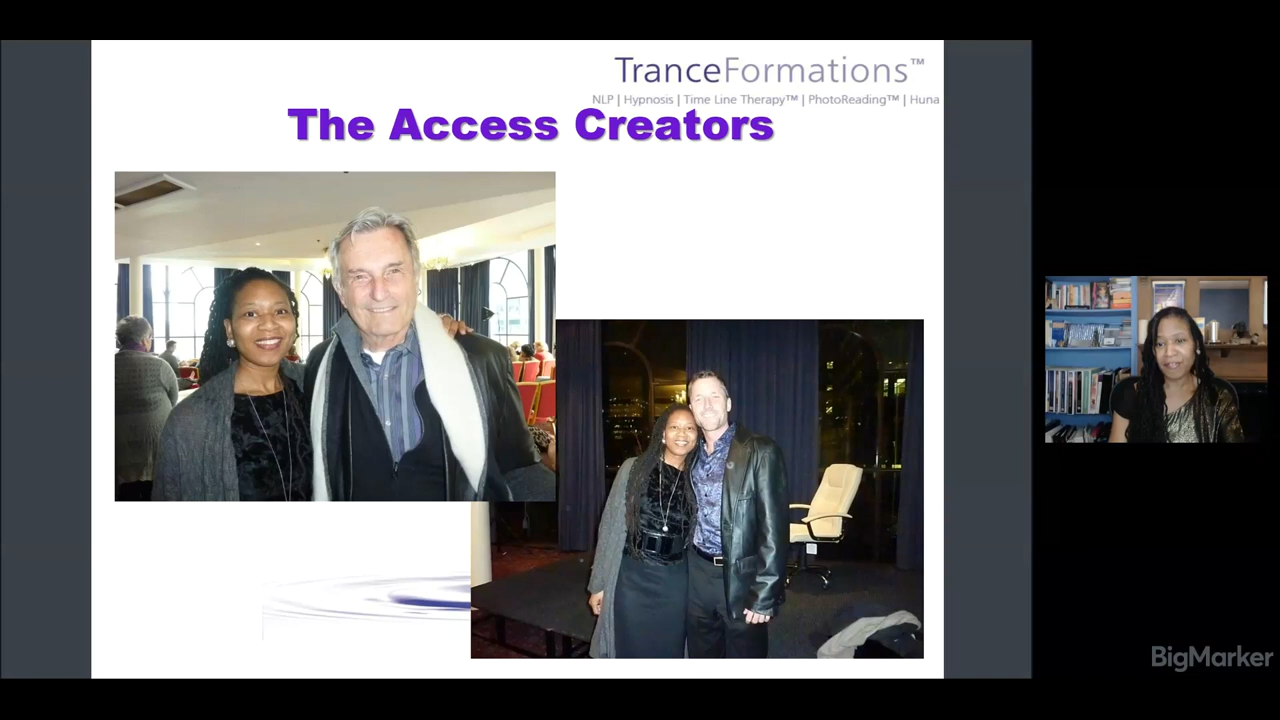 TranceFormations™
NLP | Hypnosis | Time Line Therapy™ | PhotoReading™ | Huna
The Access Creators
BigMarker